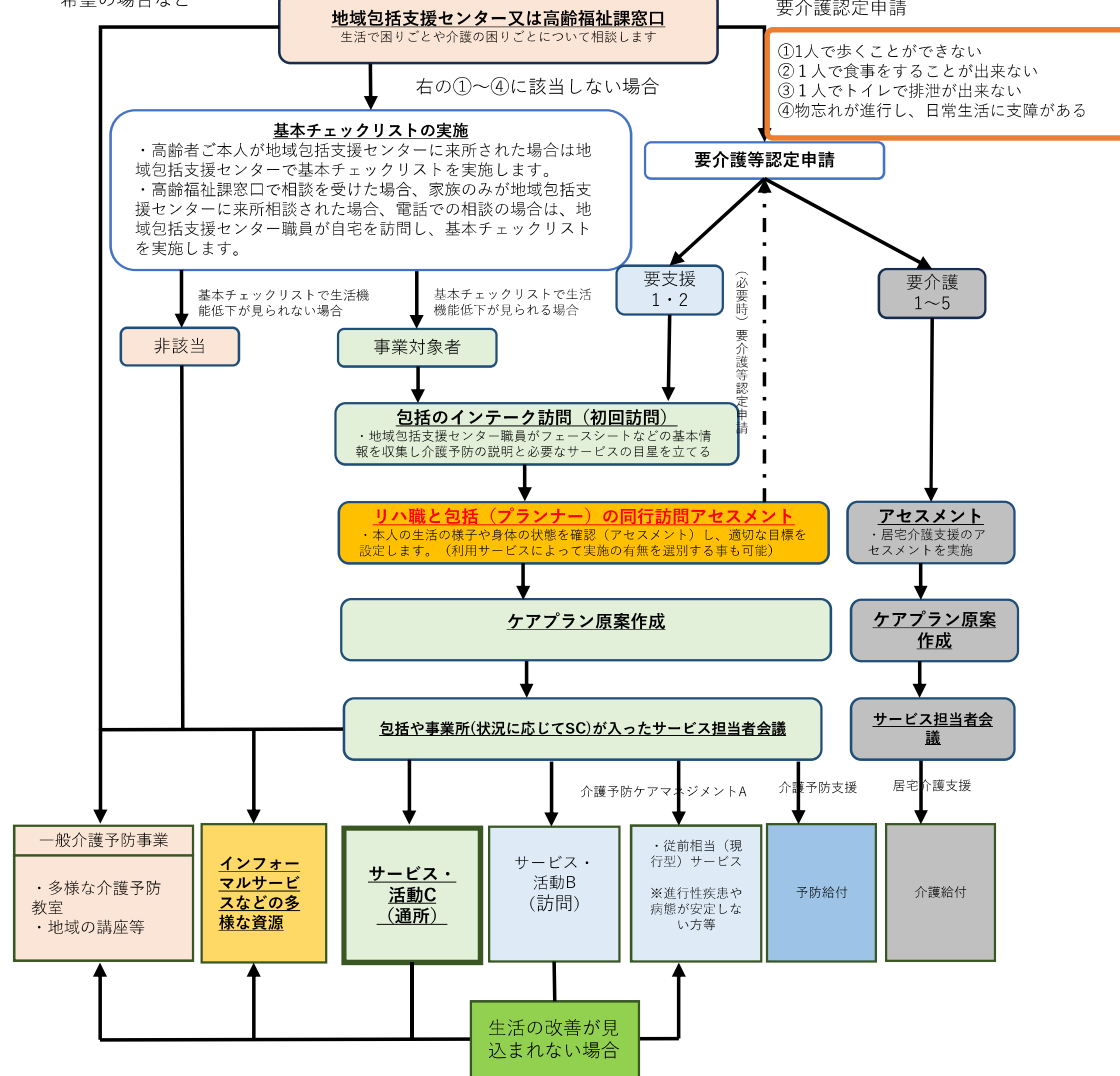 希望の場合など
要介護認定申請
地域包括支援センター又は高齢福祉課窓口
生活で困りごとや介護の困りごとについて相談します
①1人で歩くことができない
②１人で食事をすることが出来ない
③１人でトイレで排泄が出来ない
④物忘れが進行し、日常生活に支障がある
右の①～④に該当しない場合
基本チェックリストの実施
・高齢者ご本人が地域包括支援センターに来所された場合は地
域包括支援センターで基本チェックリストを実施します。
・高齢福祉課窓口で相談を受けた場合、家族のみが地域包括支
援センターに来所相談された場合、電話での相談の場合は、地
域包括支援センター職員が自宅を訪問し、基本チェックリスト
を実施します。
要介護等認定申請
要支援
1・2
要介護
1～5
（必要時）要介護等認定申請
基本チェックリストで生活機
能低下が見られない場合
基本チェックリストで生活
機能低下が見られる場合
非該当
事業対象者
包括のインテーク訪問（初回訪問）
・地域包括支援センター職員がフェースシートなどの基本情
報を収集し介護予防の説明と必要なサービスの目星を立てる
リハ職と包括（プランナー）の同行訪問アセスメント
・本人の生活の様子や身体の状態を確認（アセスメント）し、適切な目標を
設定します。（利用サービスによって実施の有無を選別する事も可能）
アセスメント
・居宅介護支援のア
セスメントを実施
ケアプラン原案作成
ケアプラン原案
作成
包括や事業所(状況に応じてSC)が入ったサービス担当者会議
サービス担当者会
議
介護予防ケアマネジメントA
介護予防支援
居宅介護支援
一般介護予防事業
・多様な介護予防
教室
・地域の講座等
インフォー
マルサービ
スなどの多
様な資源
サービス・
活動C
（通所）
サービス・
活動B
（訪問）
・従前相当（現
行型）サービス
※進行性疾患や
病態が安定しな
い方等
予防給付
介護給付
生活の改善が見
込まれない場合